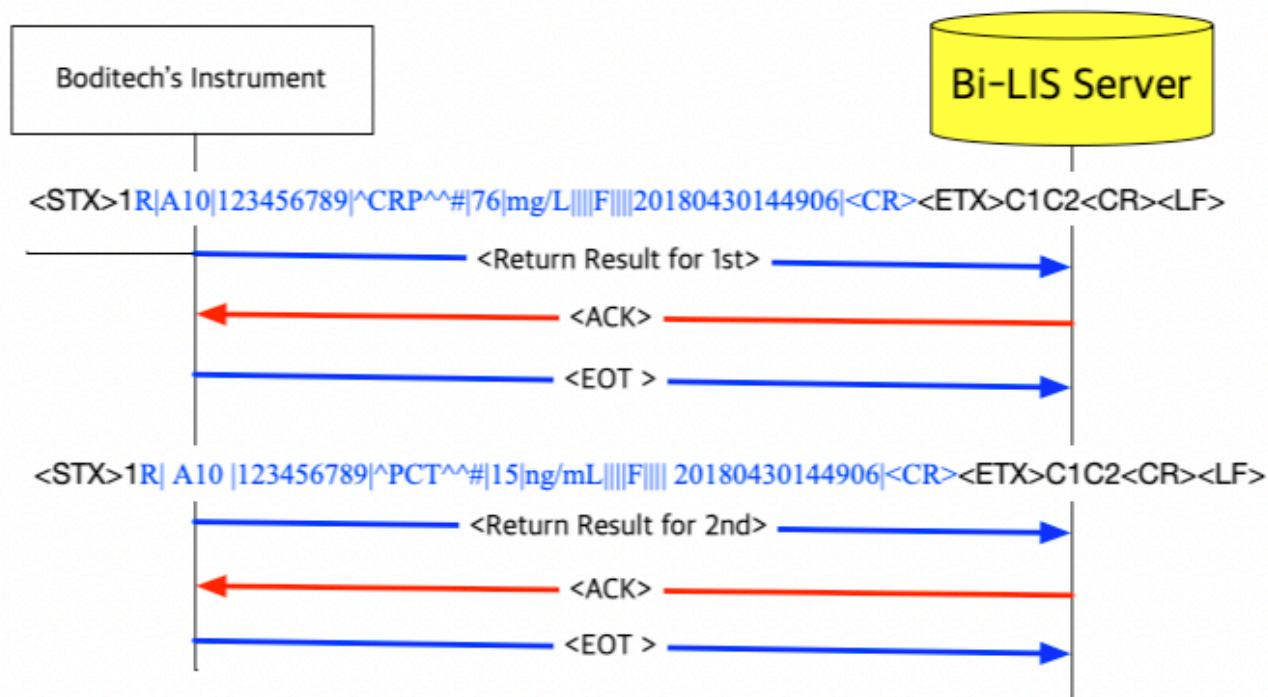 Boditech's Instrument
Bi-LIS Server
<STX>1R|A10|123456789|^CRP^^#|76|mg/L||||F||||20180430144906|<CR><ETX>C1C2<CR><LF>
<Return Result for 1st>
<ACK>
<EOT >
<STX>1R| A10 |123456789|^PCT^^#|15|ng/mL||||F|||| 20180430144906|<CR><ETX>C1C2<CR><LF>
<Return Result for 2nd>
<ACK>
<EOT >